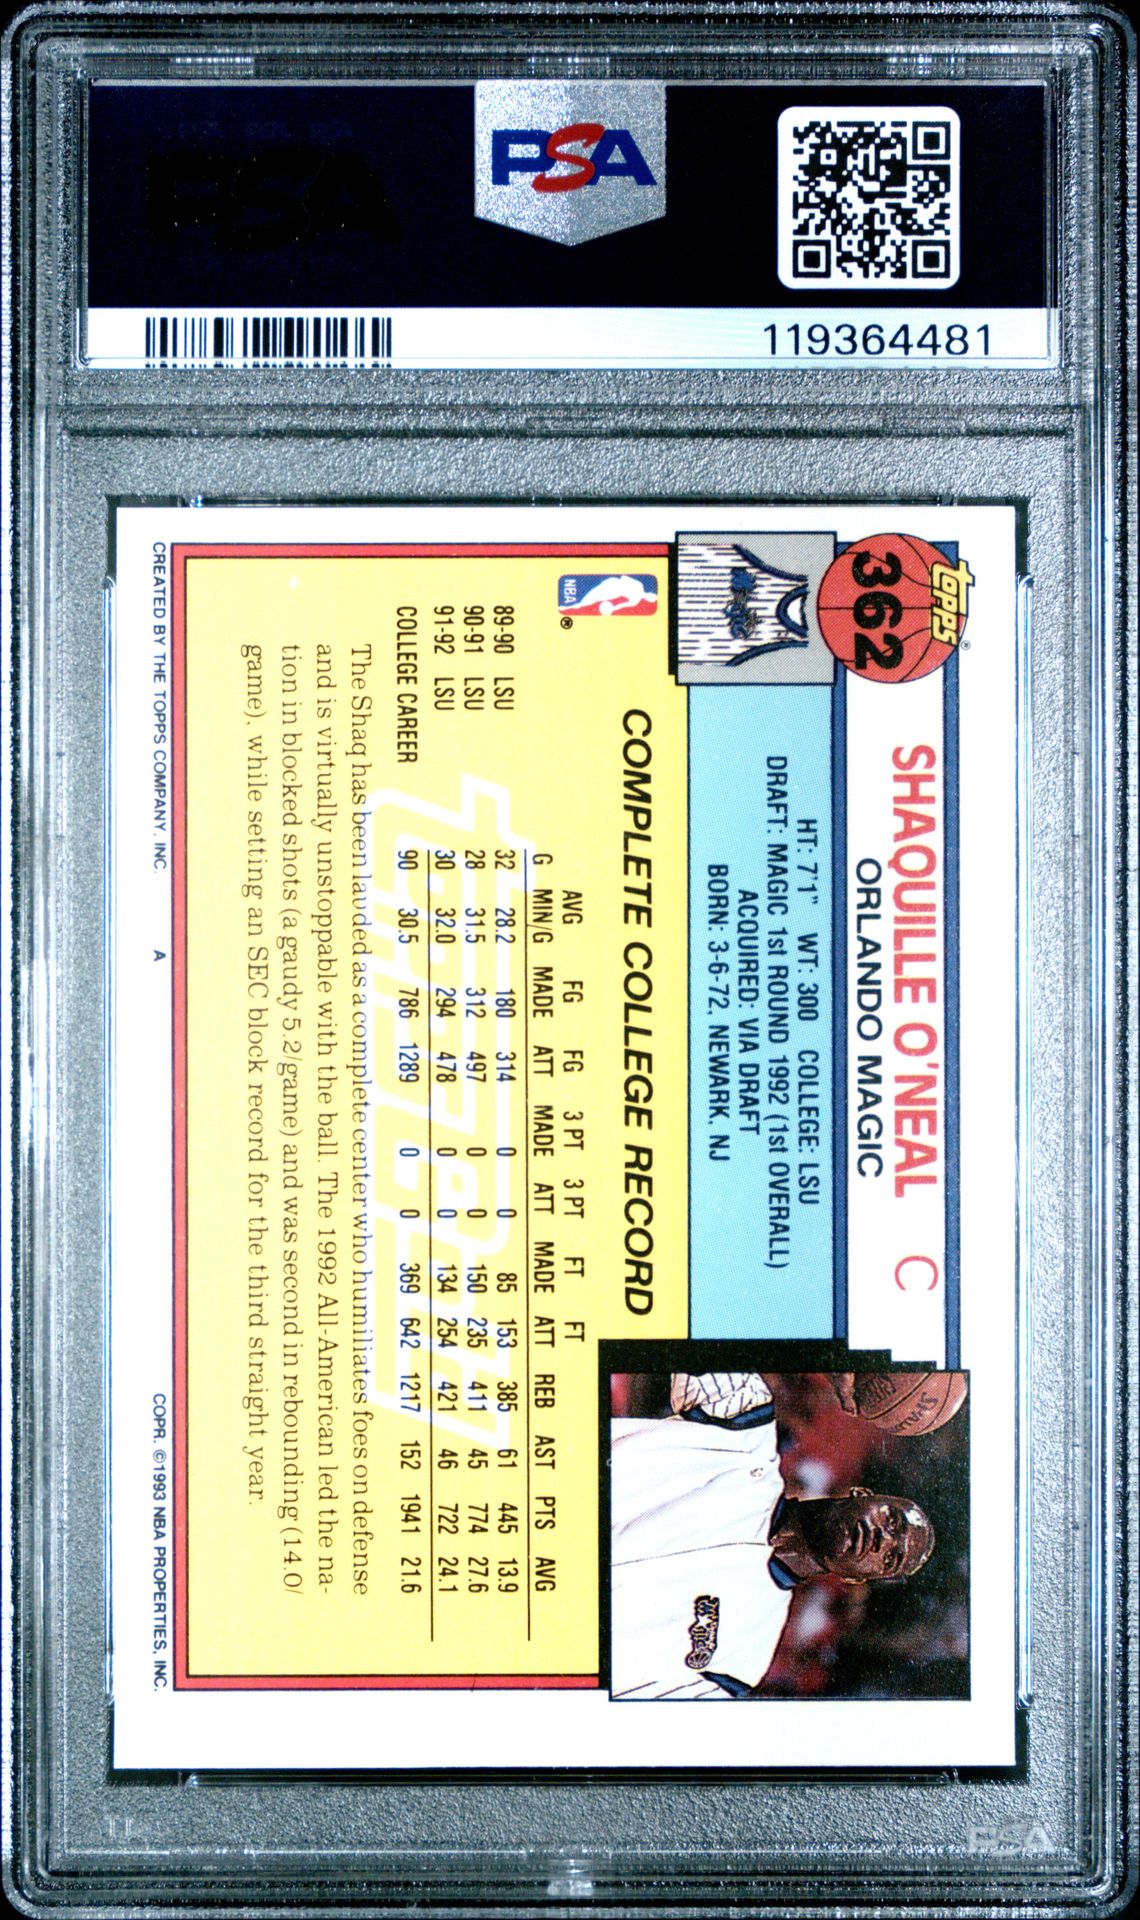 PSA
119364481
Topps®
362
SHAQUILLE O'NEAL C
ORLANDO MAGIC
HT: 7'1" WT: 300 COLLEGE: LSU
DRAFT: MAGIC 1st ROUND 1992 (1st OVERALL)
ACQUIRED: VIA DRAFT
BORN: 3-6-72, NEWARK, NJ
NBA ®
COMPLETE COLLEGE RECORD
AVG FG FG 3 PT 3 PT FT FT
G MIN/G MADE ATT MADE ATT MADE ATT REB AST PTS AVG
89-90 LSU 32 28.2 180 314 0 0 85 153 385 61 445 13.9
90-91 LSU 28 31.5 312 497 0 0 150 235 411 45 774 27.6
91-92 LSU 30 32.0 294 478 0 0 134 254 421 46 722 24.1
COLLEGE CAREER 90 30.5 786 1289 0 0 369 642 1217 152 1941 21.6
The Shaq has been lauded as a complete center who humiliates foes on defense
and is virtually unstoppable with the ball. The 1992 All-American led the na-
tion in blocked shots (a gaudy 5.2/game) and was second in rebounding (14.0/
game), while setting an SEC block record for the third straight year.
CREATED BY THE TOPPS COMPANY, INC. A COPR. ©1993 NBA PROPERTIES, INC.
PSA